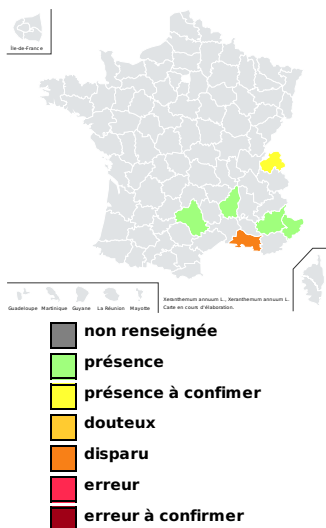 Île-de-France
Guadeloupe Martinique Guyane La Réunion Mayotte
Xeranthemum annuum L., Xeranthemum annuum L.
Carte en cours d'élaboration.
non renseignée
présence
présence à confimer
douteux
disparu
erreur
erreur à confirmer